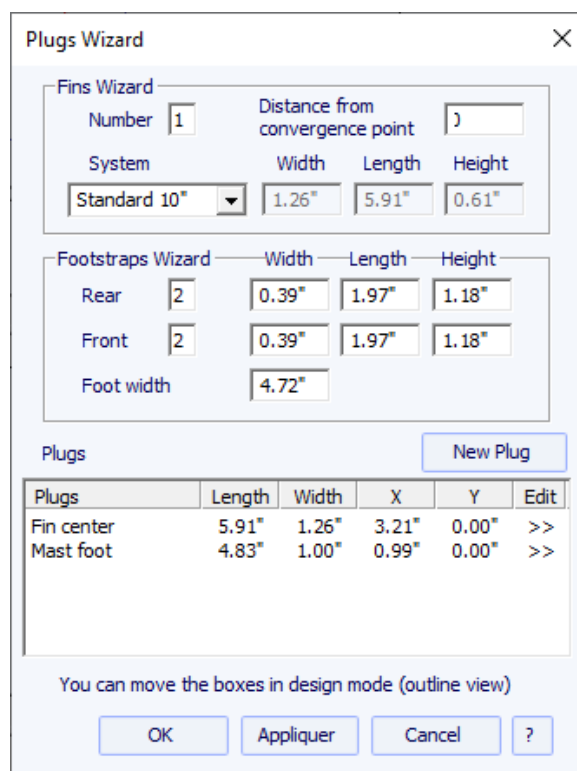 Plugs Wizard
Fins Wizard
Number 1 Distance from convergence point
System Width Length Height
Standard 10" 1.26" 5.91" 0.61"
Footstraps Wizard Width Length Height
Rear 2 0.39" 1.97" 1.18"
Front 2 0.39" 1.97" 1.18"
Foot width 4.72"
Plugs New Plug
Plugs Length Width X Y Edit
Fin center 5.91" 1.26" 3.21" 0.00" >>
Mast foot 4.83" 1.00" 0.99" 0.00" >>
You can move the boxes in design mode (outline view)
OK Appliquer Cancel ?